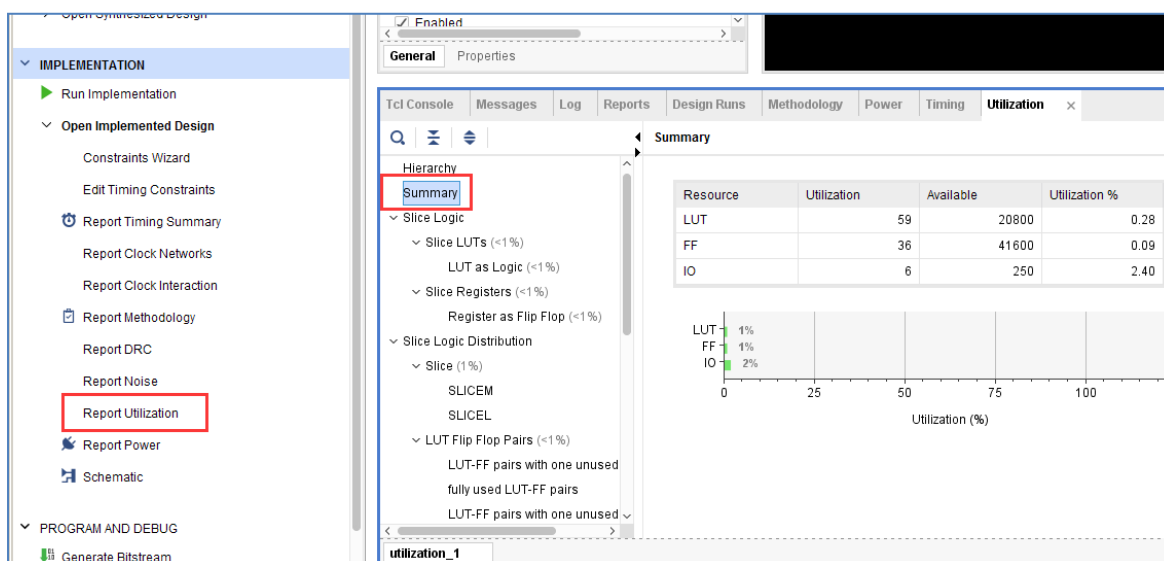 Open Synthesized Design
IMPLEMENTATION
Run Implementation
Open Implemented Design
Constraints Wizard
Edit Timing Constraints
Report Timing Summary
Report Clock Networks
Report Clock Interaction
Report Methodology
Report DRC
Report Noise
Report Utilization
Report Power
Schematic
PROGRAM AND DEBUG
Generate Bitstream
Enabled
General Properties
Tcl Console Messages Log Reports Design Runs Methodology Power Timing Utilization
Hierarchy
Summary
Slice Logic
Slice LUTs (<1%)
LUT as Logic (<1%)
Slice Registers (<1%)
Register as Flip Flop (<1%)
Slice Logic Distribution
Slice (1%)
SLICEM
SLICEL
LUT Flip Flop Pairs (<1%)
LUT-FF pairs with one unused
fully used LUT-FF pairs
LUT-FF pairs with one unused
utilization_1
Summary
Resource Utilization Available Utilization %
LUT 59 20800 0.28
FF 36 41600 0.09
IO 6 250 2.40
LUT 1%
FF 1%
IO 2%
0 25 50 75 100
Utilization (%)